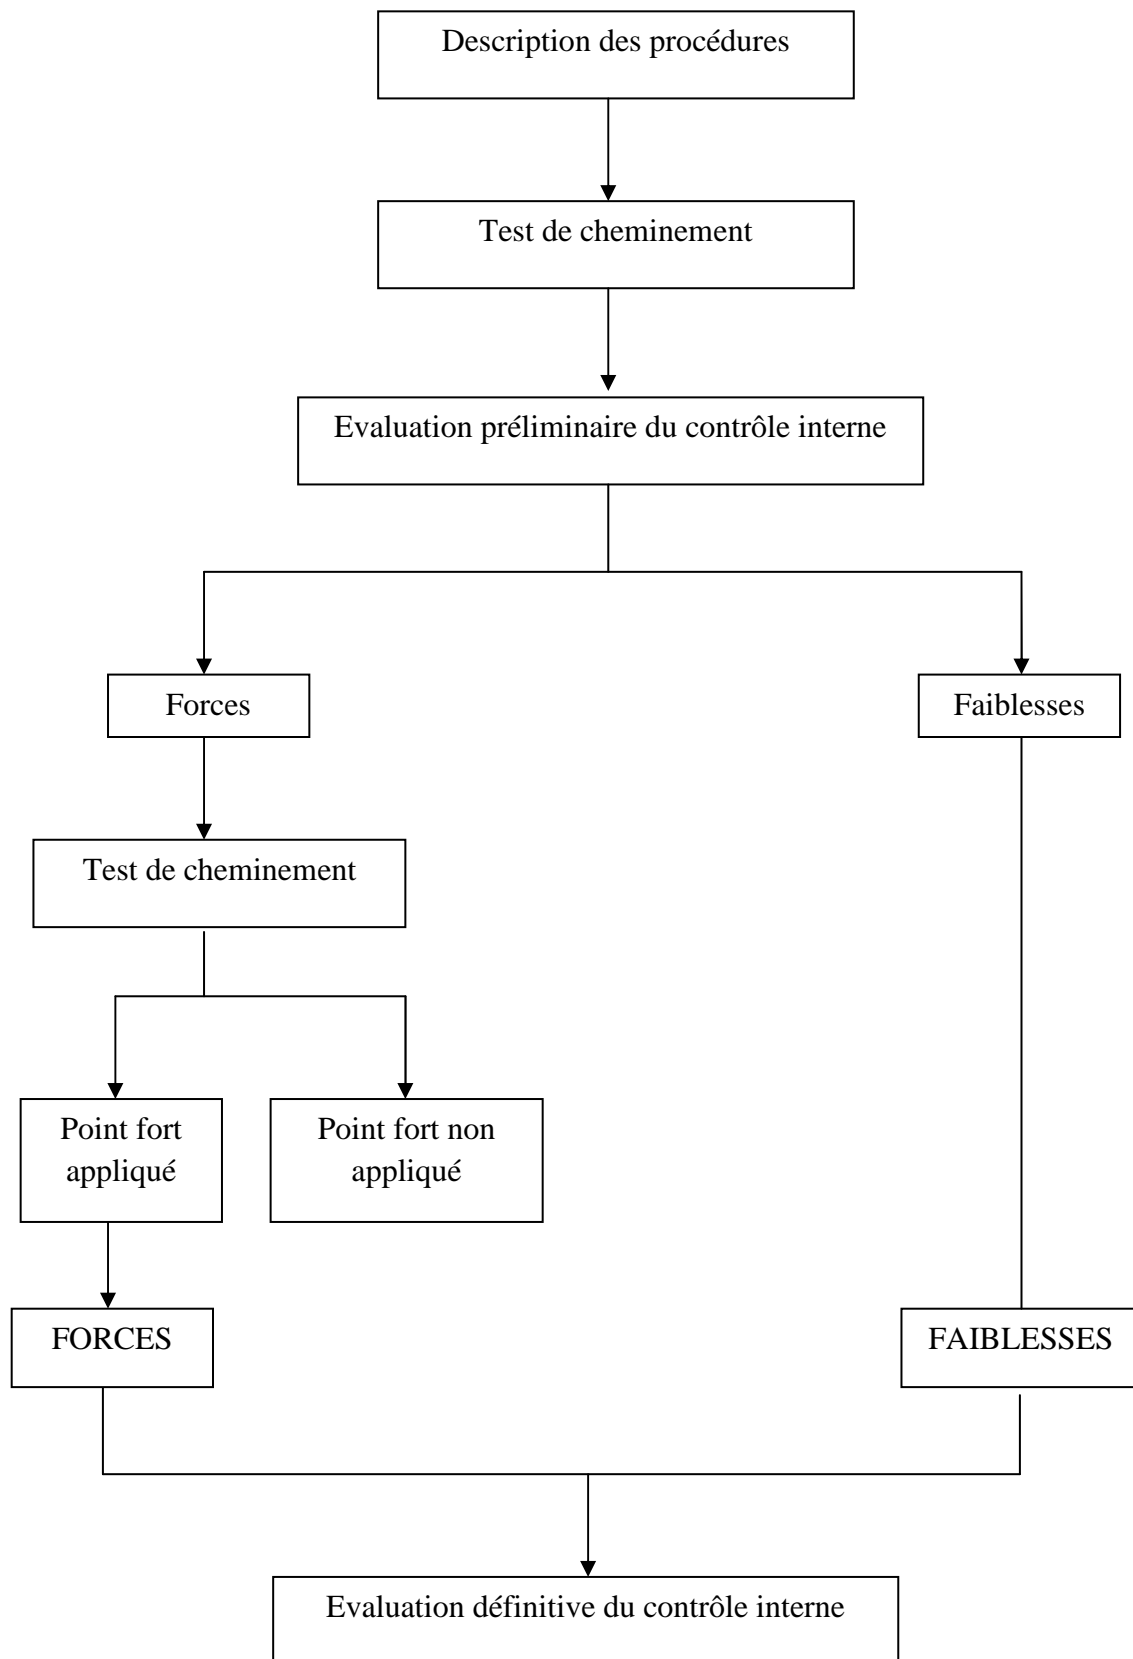 Description des procédures
Test de cheminement
Evaluation préliminaire du contrôle interne
Forces
Faiblesses
Test de cheminement
Point fort
appliqué
Point fort non
appliqué
FORCES
FAIBLESSES
Evaluation définitive du contrôle interne